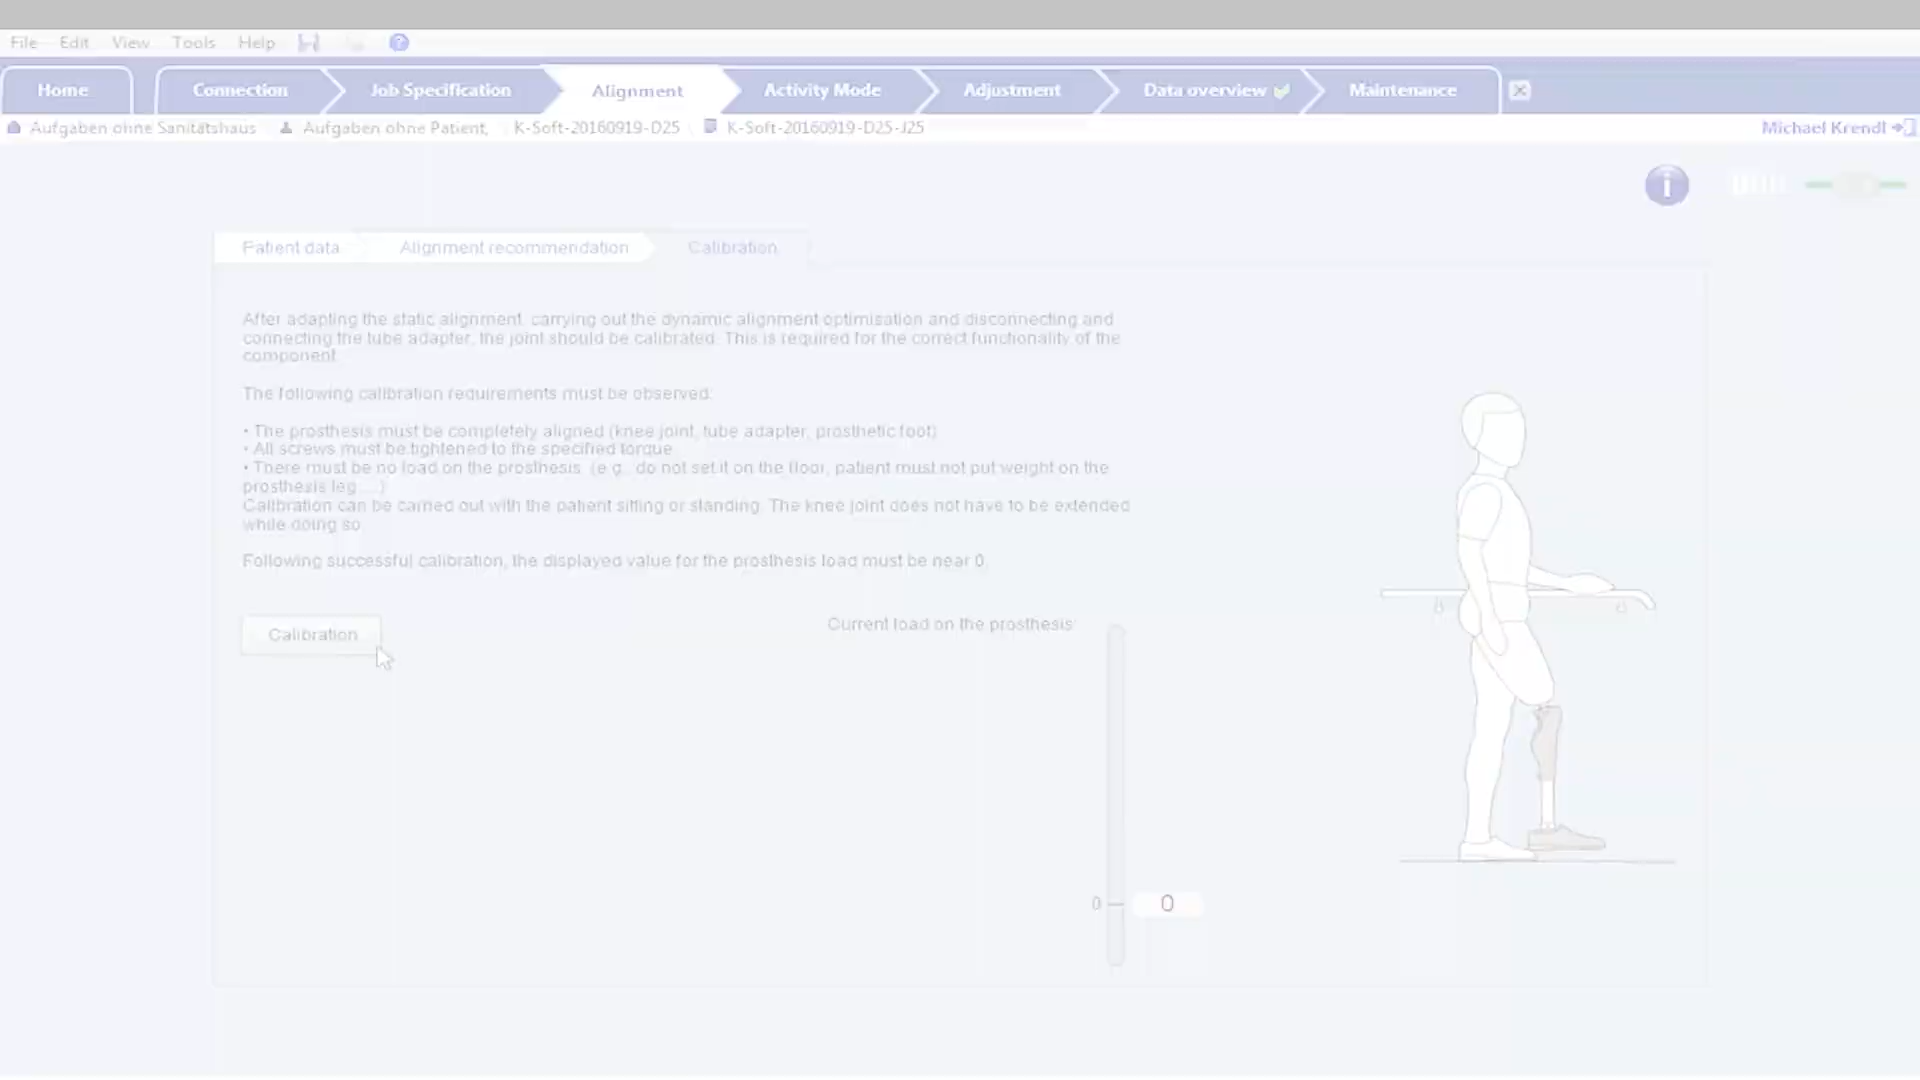 File Edit View Tools Help
Home Connection Job Specification Alignment Activity Mode Adjustment Data overview Maintenance
Aufgaben ohne Sanitätshaus Aufgaben ohne Patient, K-Soft-20160919-D25 K-Soft-20160919-D25-J25 Michael Krendl
Patient data Alignment recommendation Calibration
After adapting the static alignment, carrying out the dynamic alignment optimisation and disconnecting and
connecting the tube adapter, the joint should be calibrated. This is required for the correct functionality of the
component.
The following calibration requirements must be observed:
• The prosthesis must be completely aligned (knee joint, tube adapter, prosthetic foot)
• All screws must be tightened to the specified torque
• There must be no load on the prosthesis. (e.g.: do not set it on the floor, patient must not put weight on the
prosthesis leg ...)
Calibration can be carried out with the patient sitting or standing. The knee joint does not have to be extended
while doing so.
Following successful calibration, the displayed value for the prosthesis load must be near 0.
Calibration
Current load on the prosthesis:
0 0